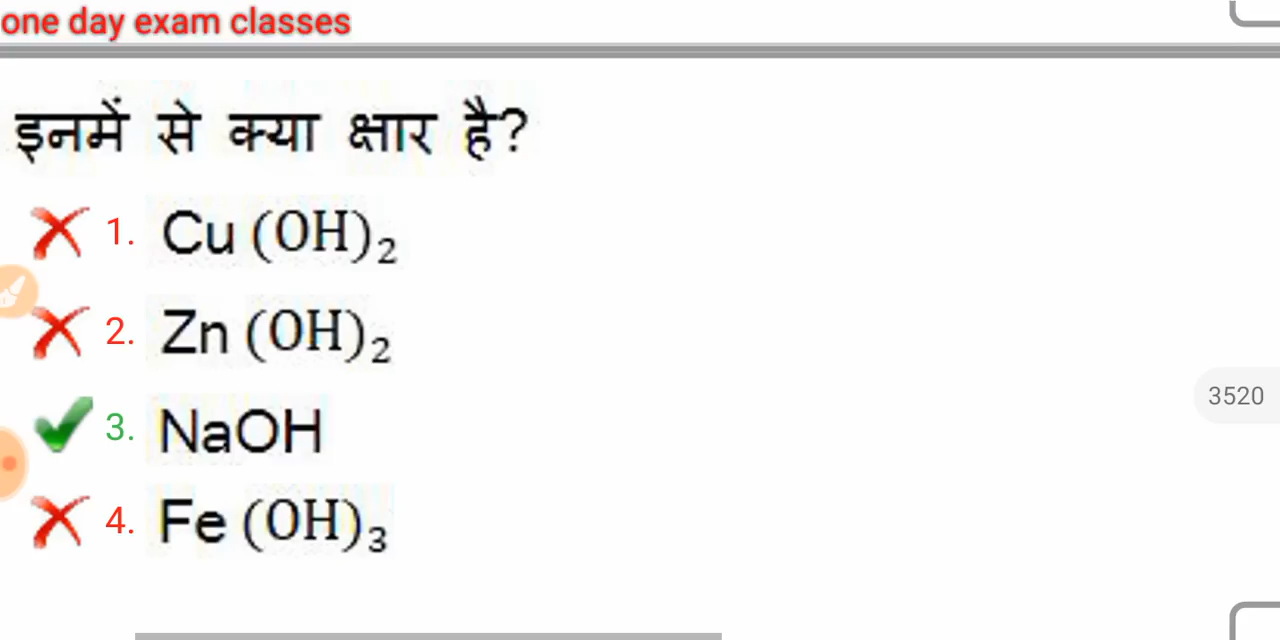 one day exam classes
इनमें से क्या क्षार है?
1. Cu (OH)₂
2. Zn (OH)₂
3. NaOH
3520
4. Fe (OH)₃